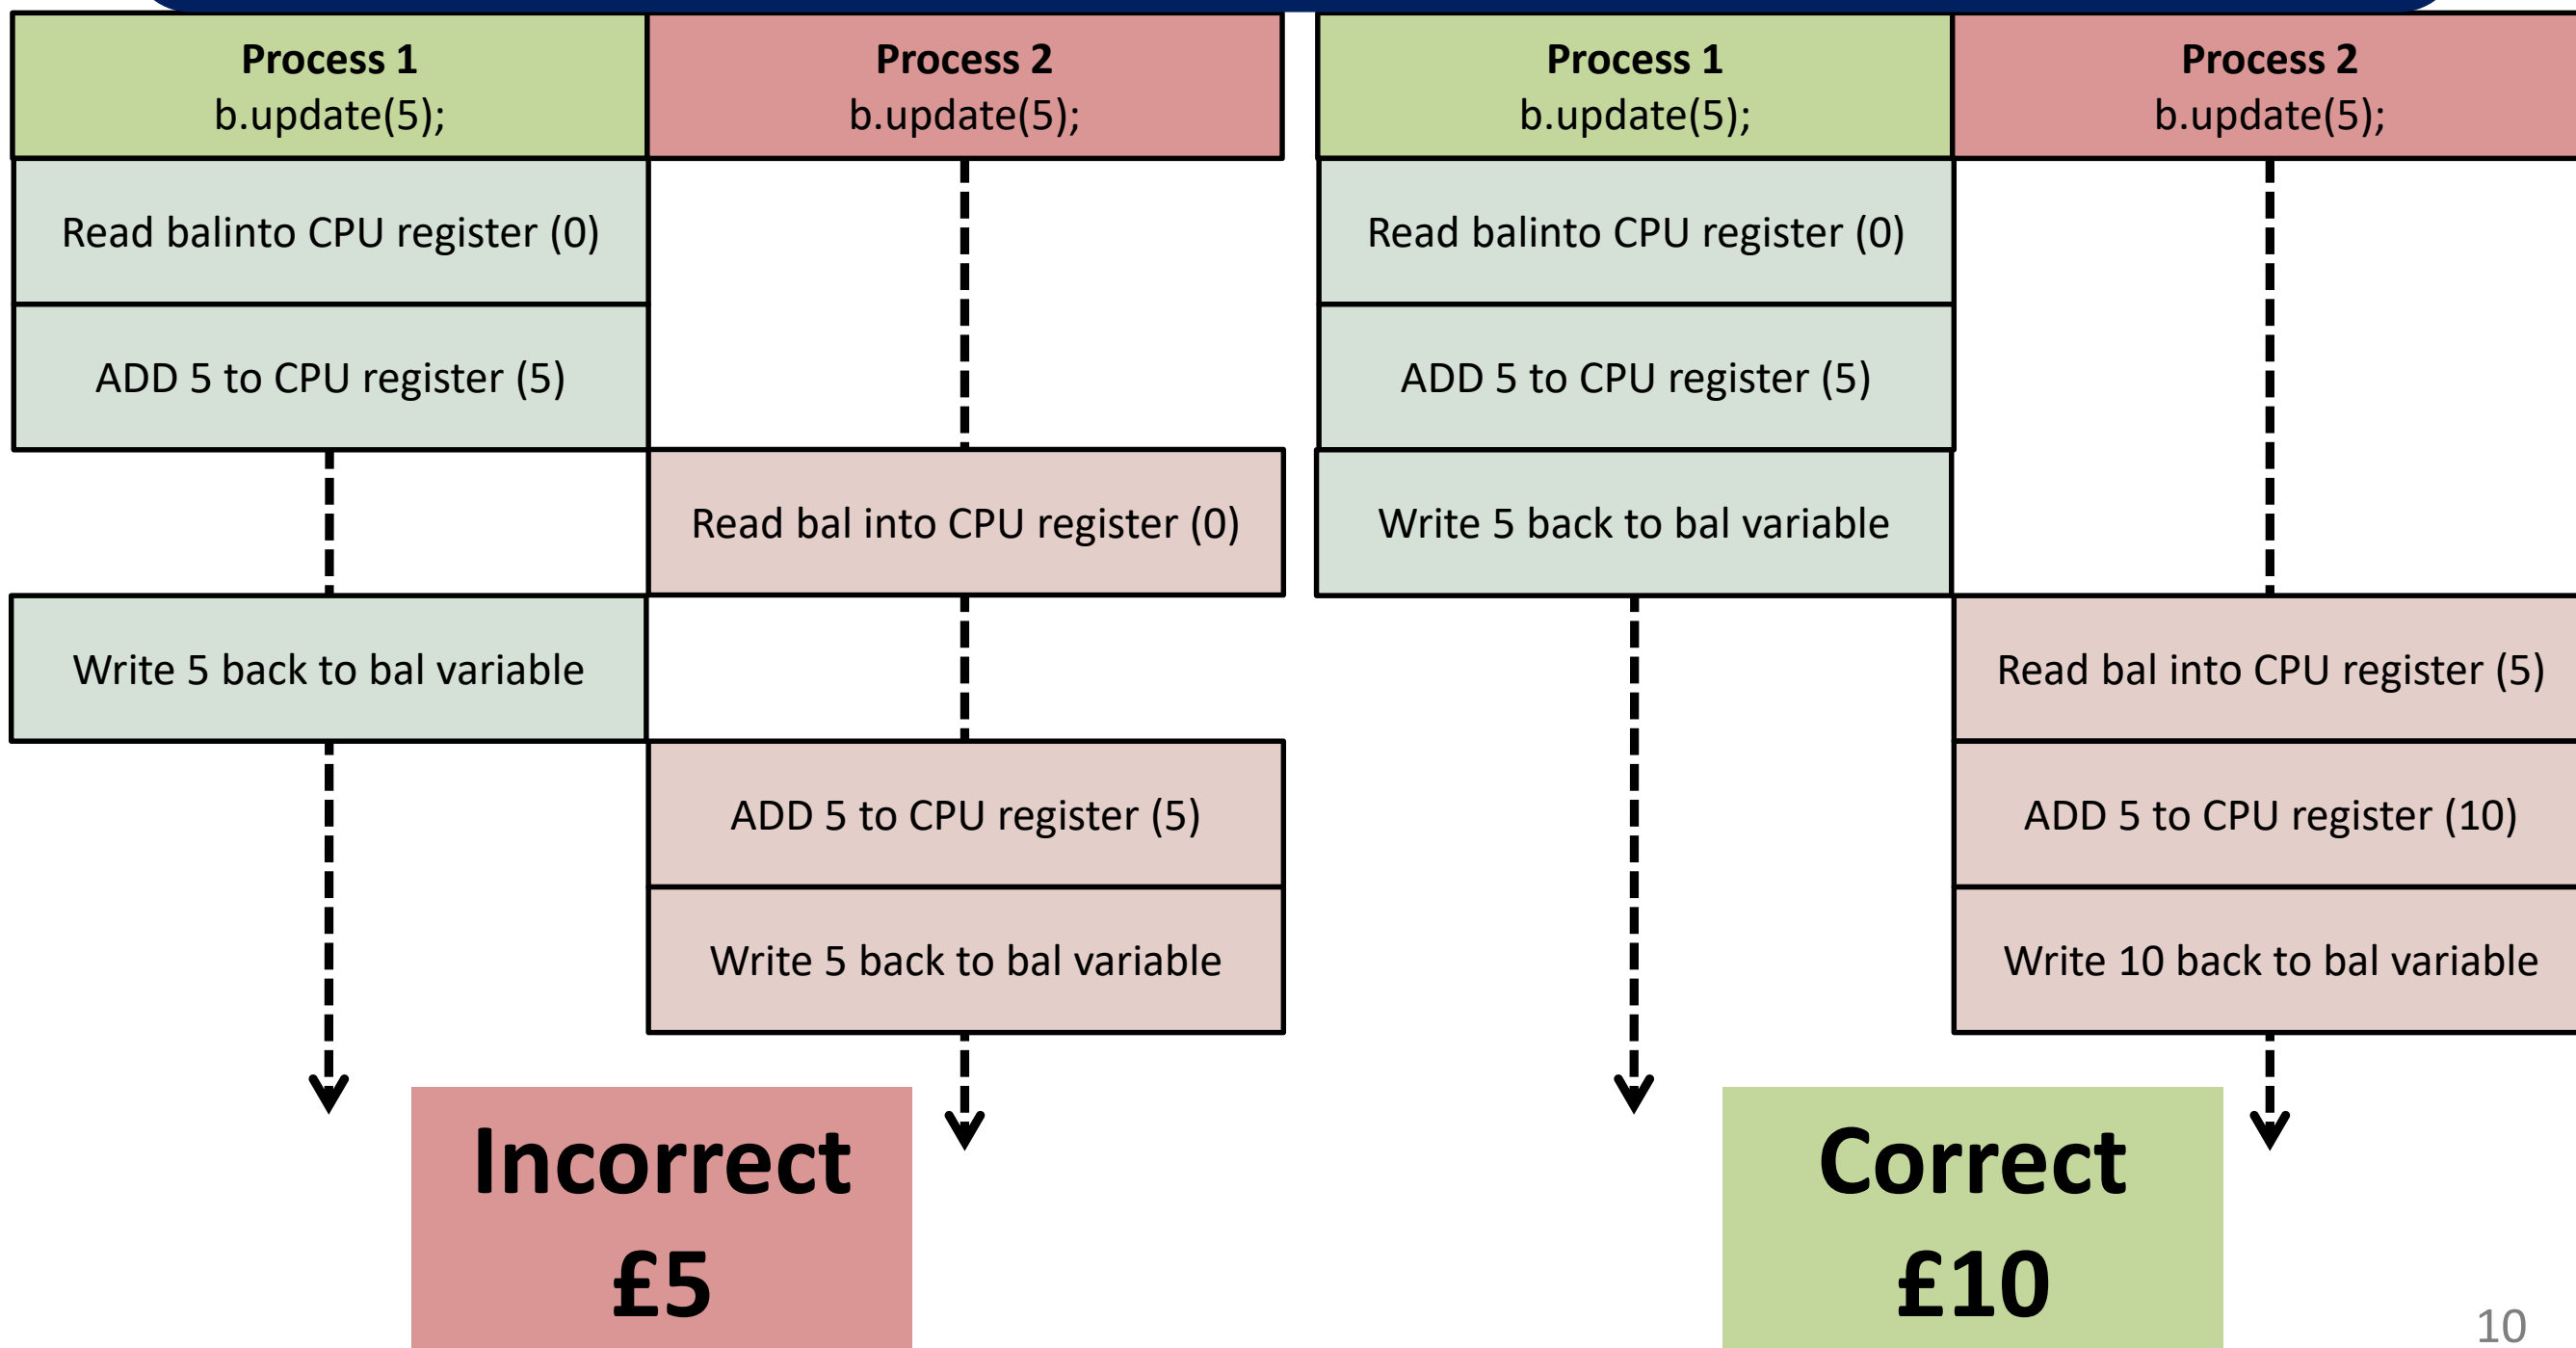 Process 1
b.update(5);
Process 2
b.update(5);
Read balinto CPU register (0)
ADD 5 to CPU register (5)
Read bal into CPU register (0)
Write 5 back to bal variable
ADD 5 to CPU register (5)
Write 5 back to bal variable
Incorrect
£5
Process 1
b.update(5);
Process 2
b.update(5);
Read balinto CPU register (0)
ADD 5 to CPU register (5)
Write 5 back to bal variable
Read bal into CPU register (5)
ADD 5 to CPU register (10)
Write 10 back to bal variable
Correct
£10
10